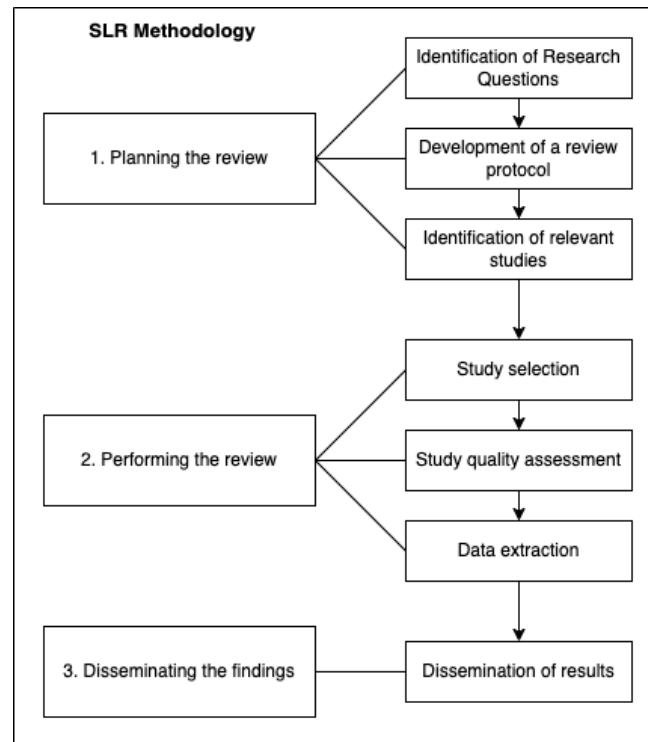 SLR Methodology
Identification of Research
Questions
1. Planning the review
Development of a review
protocol
Identification of relevant
studies
Study selection
2. Performing the review
Study quality assessment
Data extraction
3. Disseminating the findings
Dissemination of results